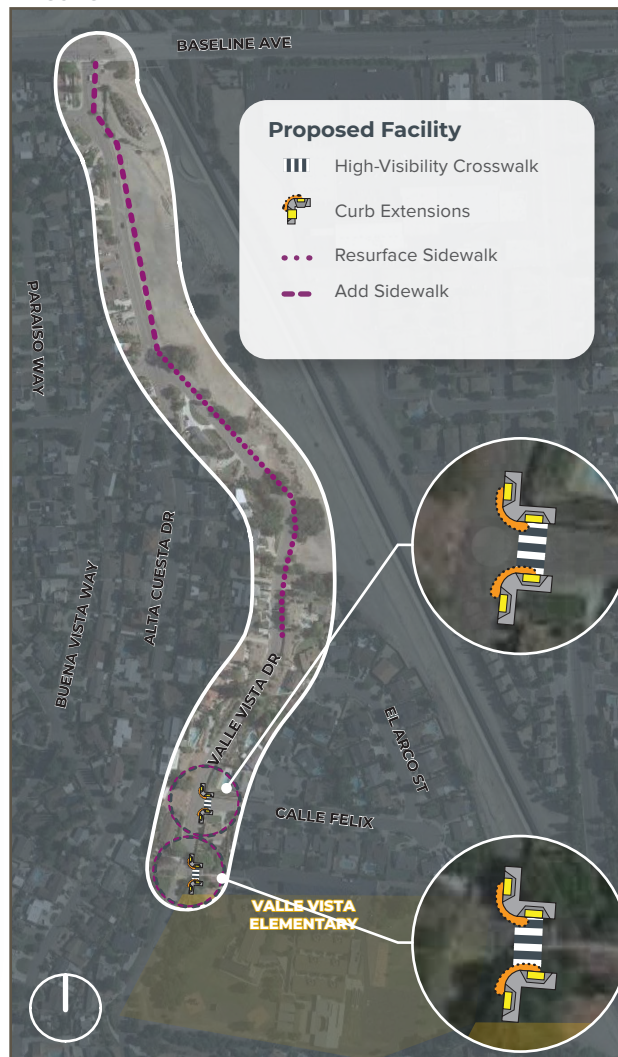 BASELINE AVE
Proposed Facility
High-Visibility Crosswalk
Curb Extensions
Resurface Sidewalk
Add Sidewalk
PARAISO WAY
ALTA CUESTA DR
BUENA VISTA WAY
VALLE VISTA DR
EL ARCO ST
CALLE FELIX
VALLE VISTA
ELEMENTARY